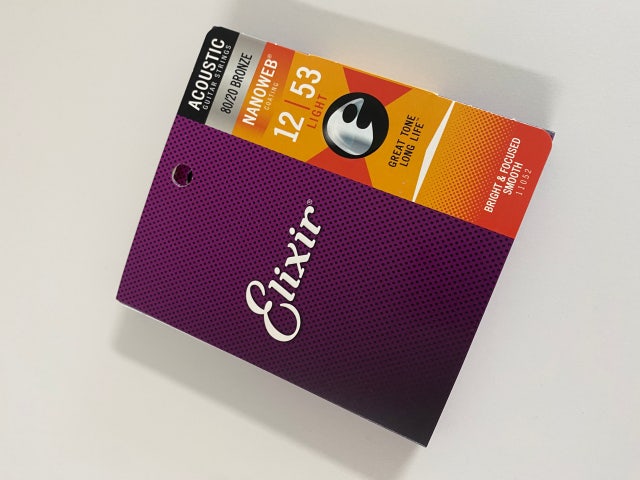 ACOUSTIC
GUITAR STRINGS
80/20 BRONZE
NANOWEB®
COATING
12 | 53
LIGHT
GREAT TONE
LONG LIFE
BRIGHT & FOCUSED
SMOOTH
11052
Elixir®